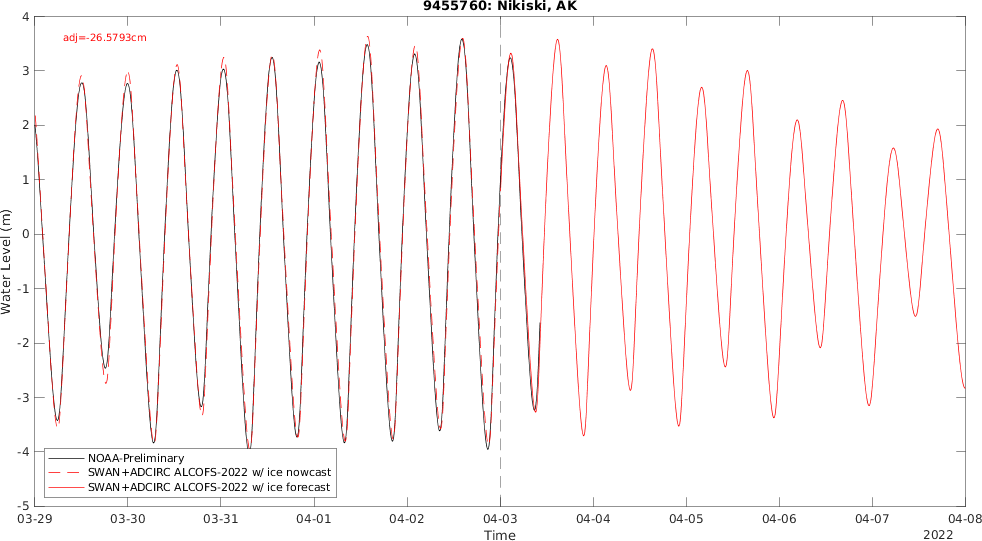 9455760: Nikiski, AK
adj=-26.5793cm
4
3
2
1
0
-1
-2
-3
-4
-5
Water Level (m)
NOAA-Preliminary
SWAN+ADCIRC ALCOFS-2022 w/ ice nowcast
SWAN+ADCIRC ALCOFS-2022 w/ ice forecast
03-29 03-30 03-31 04-01 04-02 04-03 04-04 04-05 04-06 04-07 04-08
Time
2022